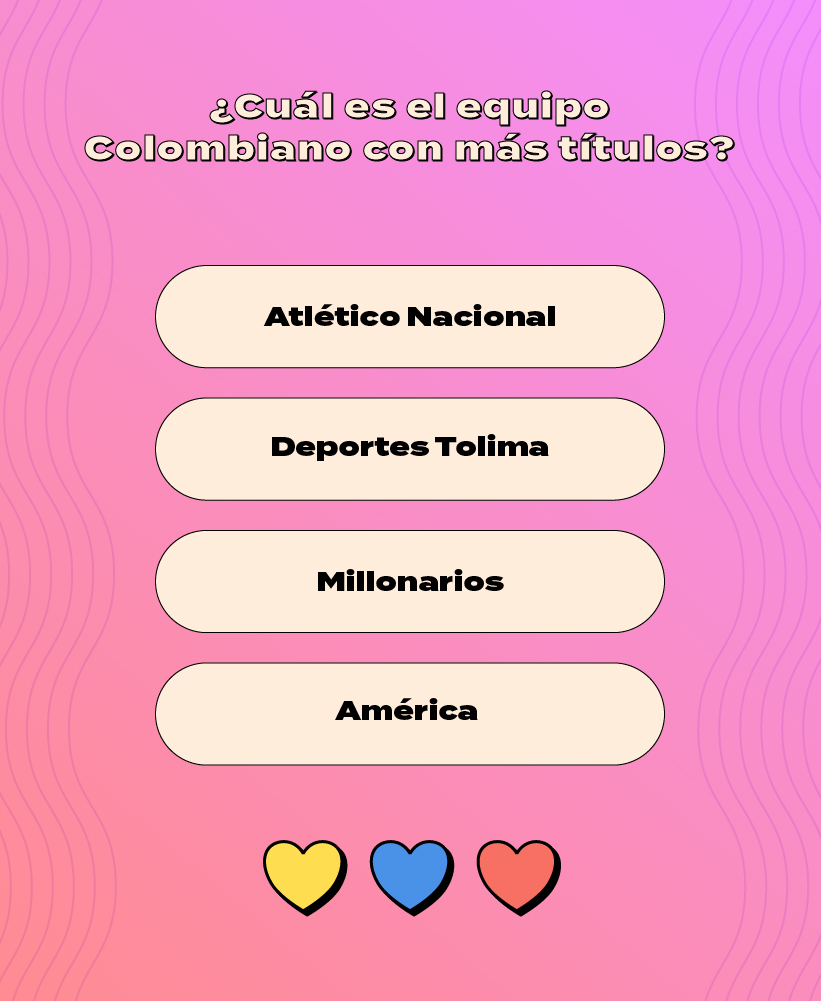 ¿Cuál es el equipo
Colombiano con más títulos?
Atlético Nacional
Deportes Tolima
Millonarios
América